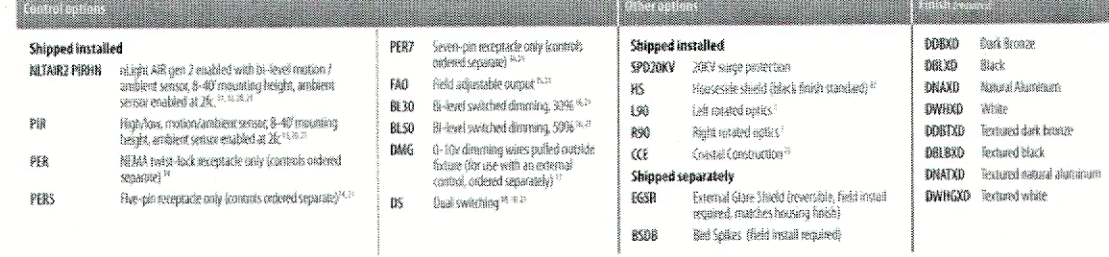 Control options
Shipped installed
NLTAIR2 PIRHN nLight AIR gen 2 enabled with bi-level motion /
ambient sensor, 8-40' mounting height, ambient
sensor enabled at 2fc.
PIR High/low, motion/ambient sensor, 8-40' mounting
height, ambient sensor enabled at 2fc
PER NEMA twist-lock receptacle only (controls ordered
separate)
PER5 Five-pin receptacle only (controls ordered separate)
PER7 Seven-pin receptacle only (controls
ordered separate)
FAO Field adjustable output
BL30 Bi-level switched dimming, 30%
BL50 Bi-level switched dimming, 50%
DMG 0-10v dimming wires pulled outside
fixture (for use with an external
control, ordered separately)
DS Dual switching
Other options
Shipped installed
SPD20KV 20KV surge protection
HS Houseside shield (black finish standard)
L90 Left rotated optics
R90 Right rotated optics
CCE Coastal Construction
Shipped separately
EGSR External Glare Shield (reversible, field install
required, matches housing finish)
BSDB Bird Spikes (field install required)
Finish
DDBXD Dark Bronze
DBLXD Black
DNAXD Natural Aluminum
DWHXD White
DDBTXD Textured dark bronze
DBLBXD Textured black
DNATXD Textured natural aluminum
DWHGXD Textured white